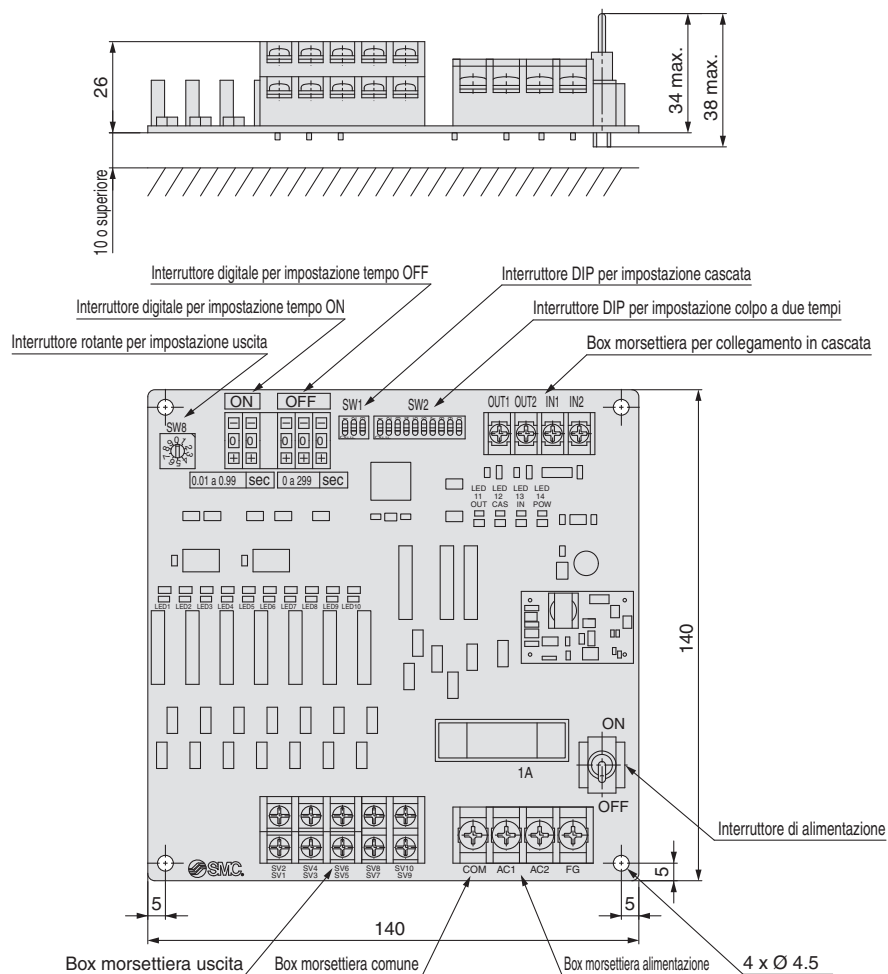 26
34 max.
38 max.
10 o superiore
Interruttore digitale per impostazione tempo OFF
Interruttore DIP per impostazione cascata
Interruttore digitale per impostazione tempo ON
Interruttore DIP per impostazione colpo a due tempi
Interruttore rotante per impostazione uscita
Box morsettiera per collegamento in cascata
ON OFF SW1 SW2 OUT1 OUT2 IN1 IN2
SW8
0 0 0 0 0
0.01 a 0.99 sec 0 a 299 sec
LED 11 OUT
LED 12 CAS
LED 13 IN
LED 14 POW
LED1 LED2 LED3 LED4 LED5 LED6 LED7 LED8 LED9 LED10
140
ON
1A
OFF
Interruttore di alimentazione
SMC
SV2 SV4 SV6 SV8 SV10
SV1 SV3 SV5 SV7 SV9
COM AC1 AC2 FG
5
5
5
140
Box morsettiera uscita
Box morsettiera comune
Box morsettiera alimentazione
4 x Ø 4.5